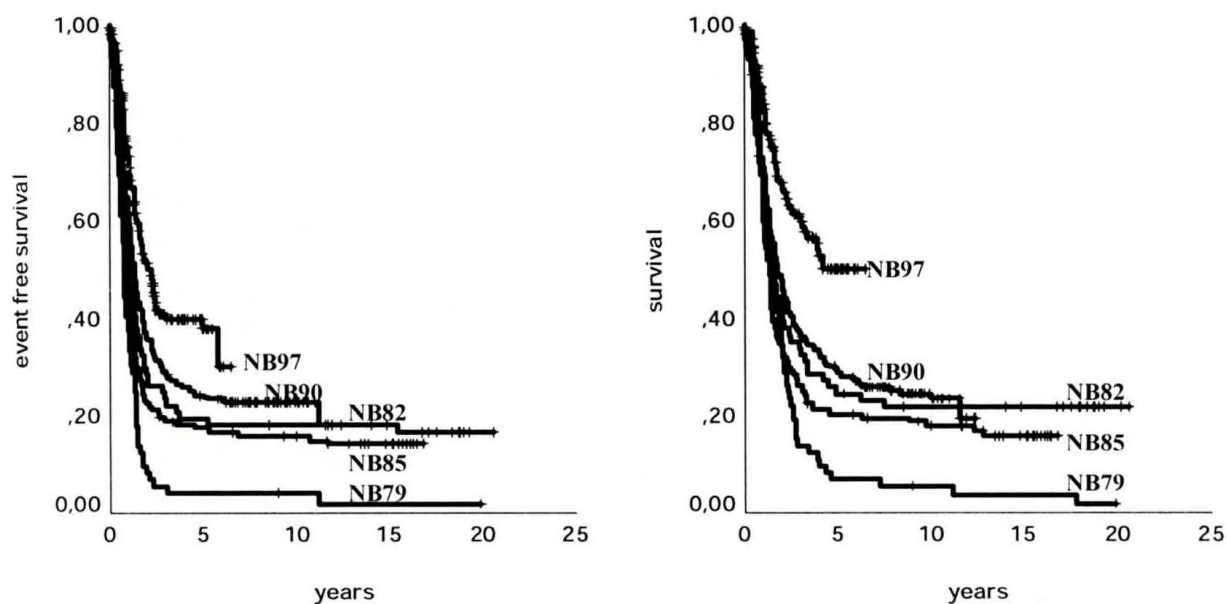 1,00
,80
,60
,40
,20
0,00
event free survival
NB97
NB90
NB82
NB85
NB79
0 5 10 15 20 25
years
1,00
,80
,60
,40
,20
0,00
survival
NB97
NB90
NB82
NB85
NB79
0 5 10 15 20 25
years